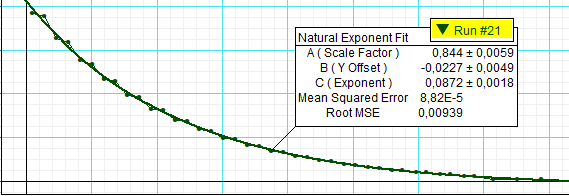 Run #21
Natural Exponent Fit
A ( Scale Factor ) 0,844 ± 0,0059
B ( Y Offset ) -0,0227 ± 0,0049
C ( Exponent ) 0,0872 ± 0,0018
Mean Squared Error 8,82E-5
Root MSE 0,00939